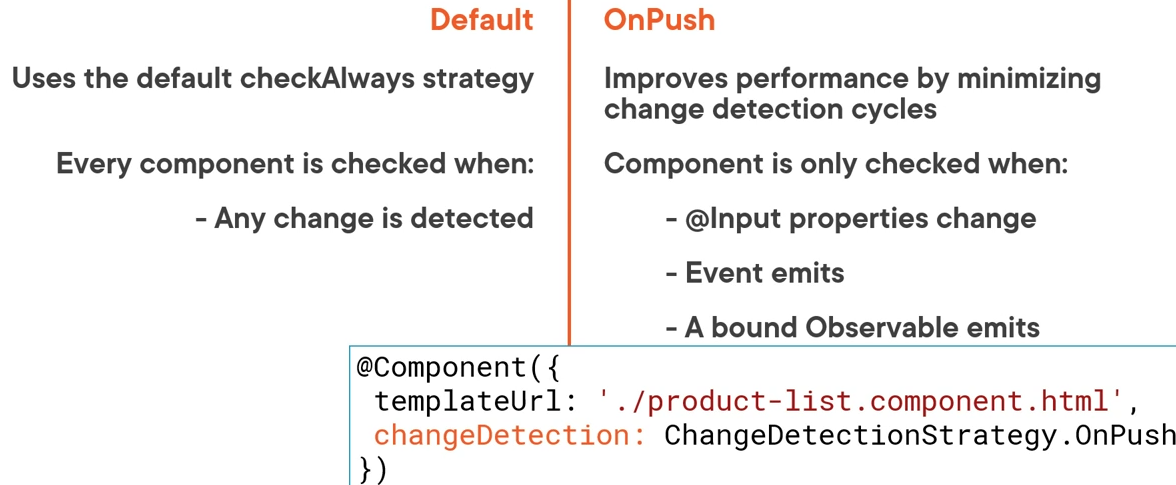 Default
Uses the default checkAlways strategy
Every component is checked when:
- Any change is detected
OnPush
Improves performance by minimizing
change detection cycles
Component is only checked when:
- @Input properties change
- Event emits
- A bound Observable emits
@Component({
templateUrl: './product-list.component.html',
changeDetection: ChangeDetectionStrategy.OnPush
})